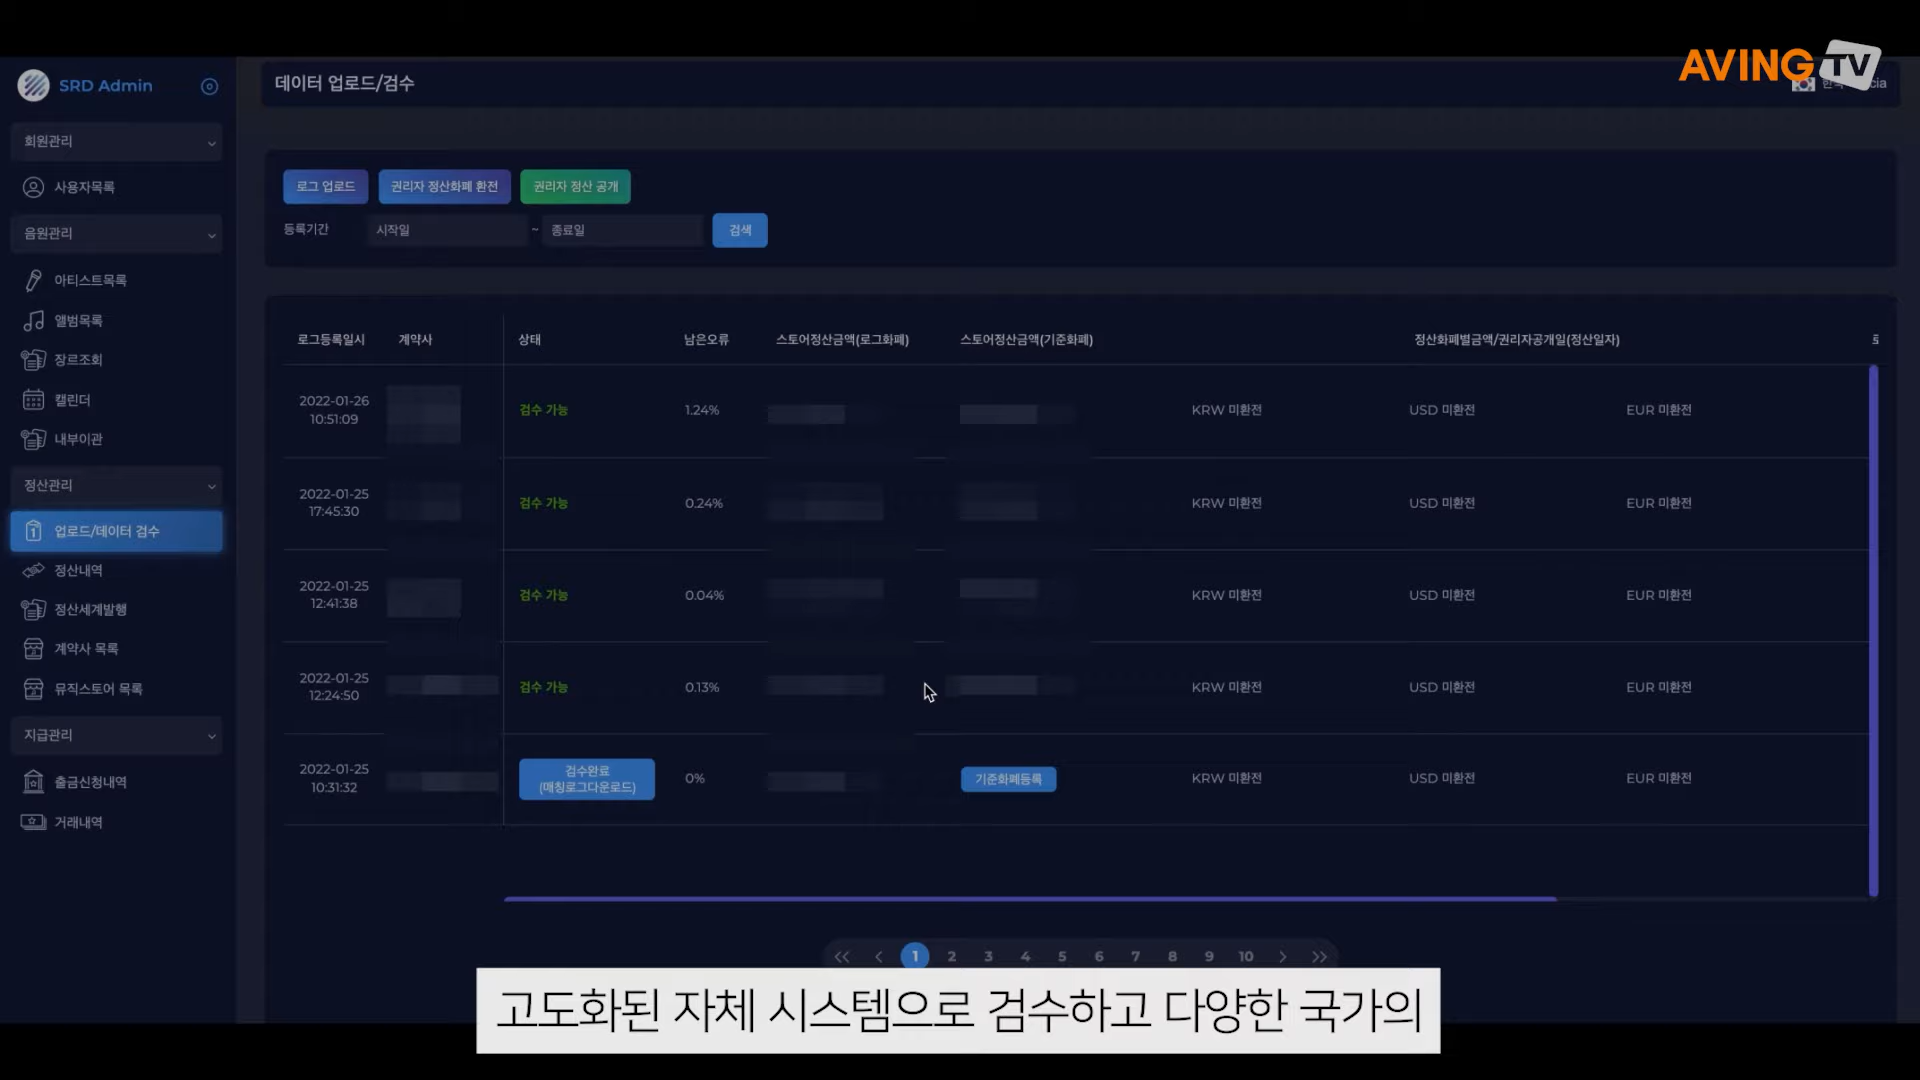 AVING TV
SRD Admin
데이터 업로드/검수
회원관리
사용자목록
음원관리
아티스트목록
앨범목록
장르조회
캘린더
내부이관
정산관리
업로드/데이터 검수
정산내역
정산세계발행
계약사 목록
뮤직스토어 목록
지급관리
출금신청내역
거래내역
로그 업로드 권리자 정산화폐 환전 권리자 정산 공개
등록기간 시작일 ~ 종료일 검색
로그등록일시 계약사 상태 남은오류 스토어정산금액(로그화폐) 스토어정산금액(기준화폐) 정산화폐별금액/권리자공개일(정산일자)
2022-01-26
10:51:09
검수 가능 1.24% KRW 미환전 USD 미환전 EUR 미환전
2022-01-25
17:45:30
검수 가능 0.24% KRW 미환전 USD 미환전 EUR 미환전
2022-01-25
12:41:38
검수 가능 0.04% KRW 미환전 USD 미환전 EUR 미환전
2022-01-25
12:24:50
검수 가능 0.13% KRW 미환전 USD 미환전 EUR 미환전
2022-01-25
10:31:32
검수완료
(매칭로그다운로드)
0% 기준화폐등록 KRW 미환전 USD 미환전 EUR 미환전
<< < 1 2 3 4 5 6 7 8 9 10 > >>
고도화된 자체 시스템으로 검수하고 다양한 국가의